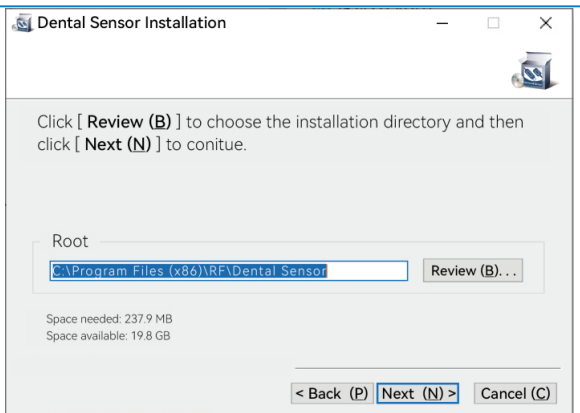 Dental Sensor Installation
Click [ Review (B) ] to choose the installation directory and then
click [ Next (N) ] to conitue.
Root
C:\Program Files (x86)\RF\Dental Sensor
Review (B). . .
Space needed: 237.9 MB
Space available: 19.8 GB
< Back (P) Next (N) > Cancel (C)